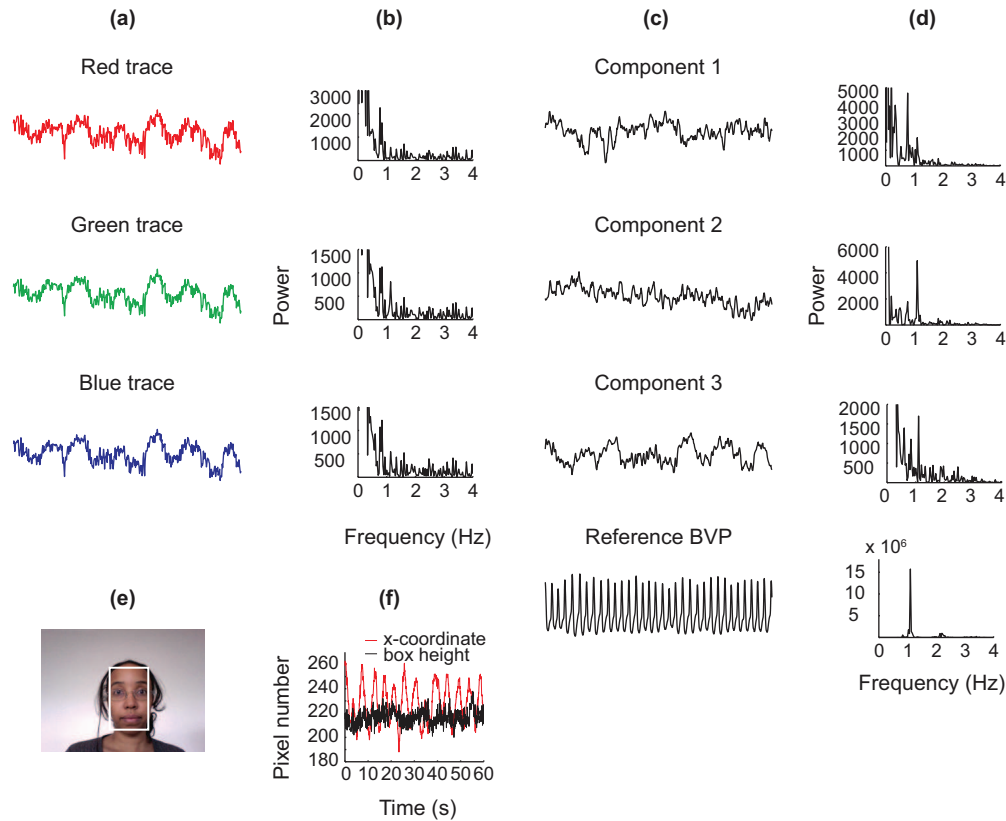 (a)
(b)
(c)
(d)
Red trace
3000
2000
1000
0 1 2 3 4
Component 1
5000
4000
3000
2000
1000
0 1 2 3 4
Green trace
Power
1500
1000
500
0 1 2 3 4
Component 2
Power
6000
4000
2000
0 1 2 3 4
Blue trace
1500
1000
500
0 1 2 3 4
Frequency (Hz)
Component 3
2000
1500
1000
500
0 1 2 3 4
Reference BVP
x 10⁶
15
10
5
0 1 2 3 4
Frequency (Hz)
(e)
(f)
x-coordinate
box height
Pixel number
260
240
220
200
180
0 10 20 30 40 50 60
Time (s)